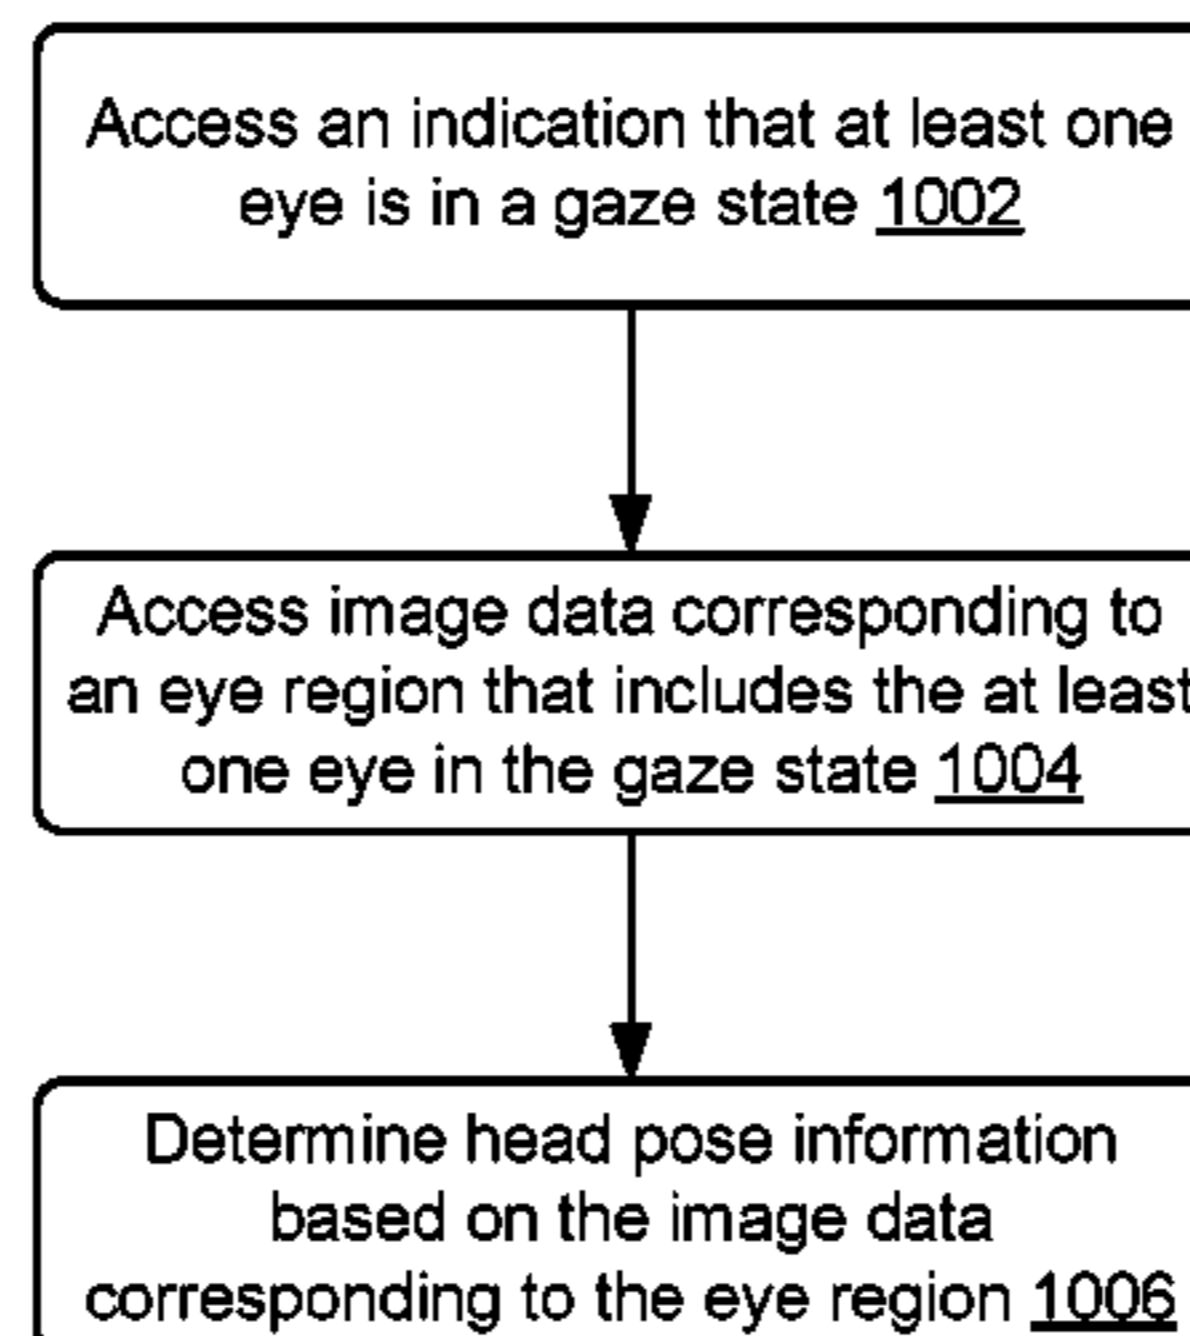 Access an indication that at least one
eye is in a gaze state 1002
Access image data corresponding to
an eye region that includes the at least
one eye in the gaze state 1004
Determine head pose information
based on the image data
corresponding to the eye region 1006